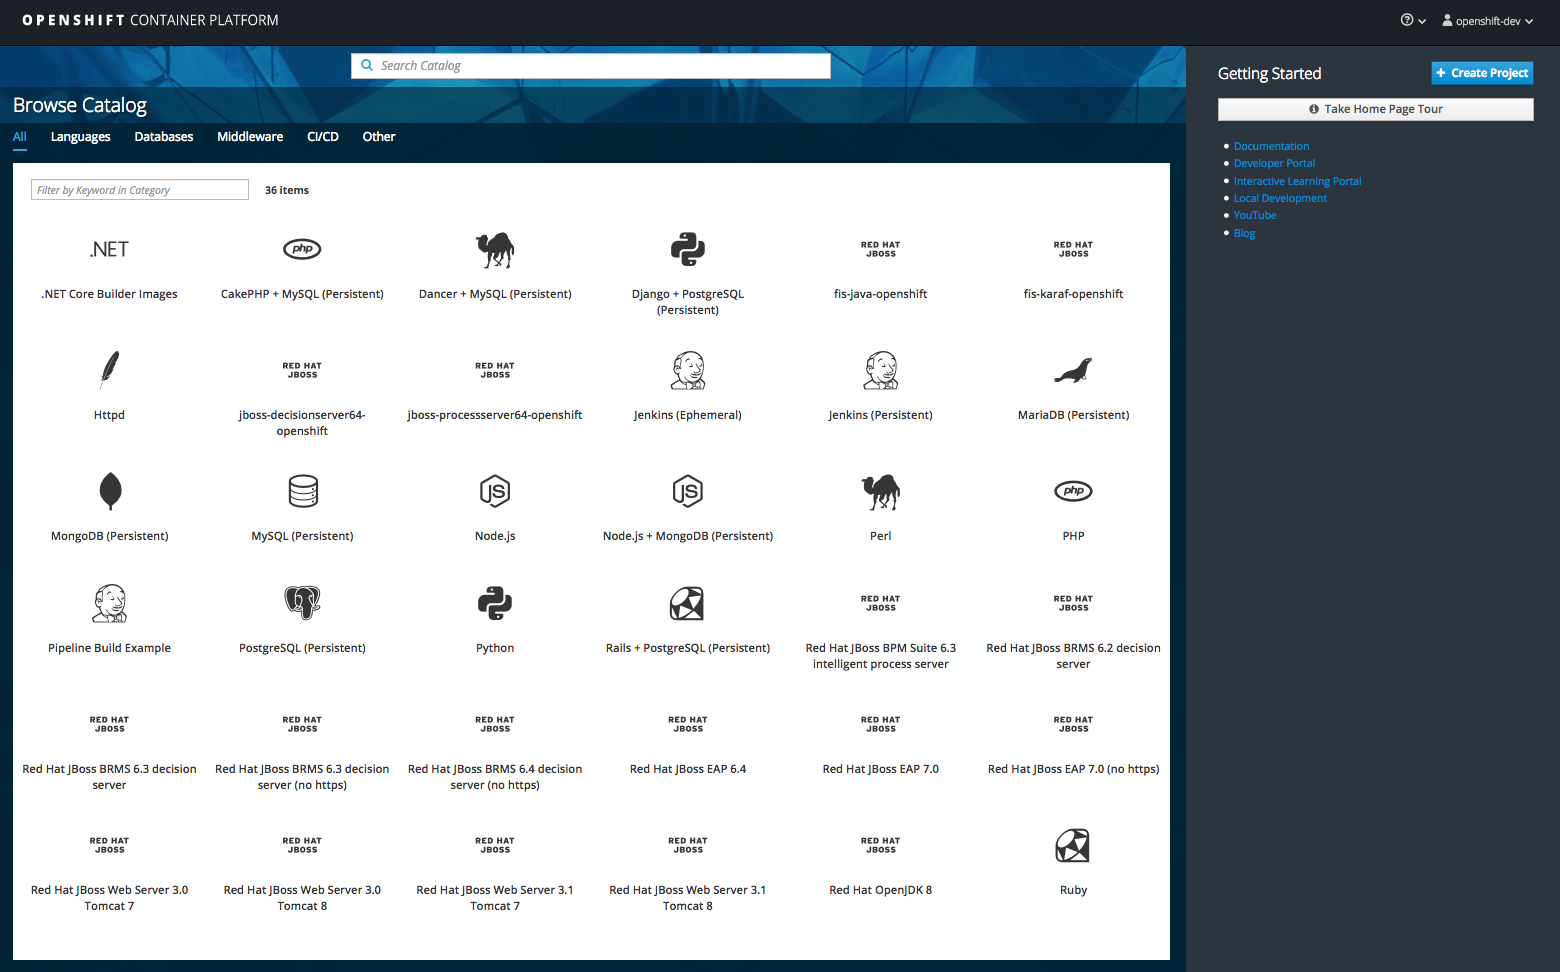 OPENSHIFT CONTAINER PLATFORM
openshift-dev
Search Catalog
Browse Catalog
All Languages Databases Middleware CI/CD Other
Filter by Keyword in Category 36 items
.NET
.NET Core Builder Images
php
CakePHP + MySQL (Persistent)
Dancer + MySQL (Persistent)
Django + PostgreSQL
(Persistent)
RED HAT
JBOSS
fis-java-openshift
RED HAT
JBOSS
fis-karaf-openshift
Httpd
RED HAT
JBOSS
jboss-decisionserver64-
openshift
RED HAT
JBOSS
jboss-processserver64-openshift
Jenkins (Ephemeral)
Jenkins (Persistent)
MariaDB (Persistent)
MongoDB (Persistent)
MySQL (Persistent)
JS
Node.js
JS
Node.js + MongoDB (Persistent)
Perl
php
PHP
Pipeline Build Example
PostgreSQL (Persistent)
Python
Rails + PostgreSQL (Persistent)
RED HAT
JBOSS
Red Hat JBoss BPM Suite 6.3
intelligent process server
RED HAT
JBOSS
Red Hat JBoss BRMS 6.2 decision
server
RED HAT
JBOSS
Red Hat JBoss BRMS 6.3 decision
server
RED HAT
JBOSS
Red Hat JBoss BRMS 6.3 decision
server (no https)
RED HAT
JBOSS
Red Hat JBoss BRMS 6.4 decision
server (no https)
RED HAT
JBOSS
Red Hat JBoss EAP 6.4
RED HAT
JBOSS
Red Hat JBoss EAP 7.0
RED HAT
JBOSS
Red Hat JBoss EAP 7.0 (no https)
RED HAT
JBOSS
Red Hat JBoss Web Server 3.0
Tomcat 7
RED HAT
JBOSS
Red Hat JBoss Web Server 3.0
Tomcat 8
RED HAT
JBOSS
Red Hat JBoss Web Server 3.1
Tomcat 7
RED HAT
JBOSS
Red Hat JBoss Web Server 3.1
Tomcat 8
RED HAT
JBOSS
Red Hat OpenJDK 8
Ruby
Getting Started
+ Create Project
Take Home Page Tour
Documentation
Developer Portal
Interactive Learning Portal
Local Development
YouTube
Blog